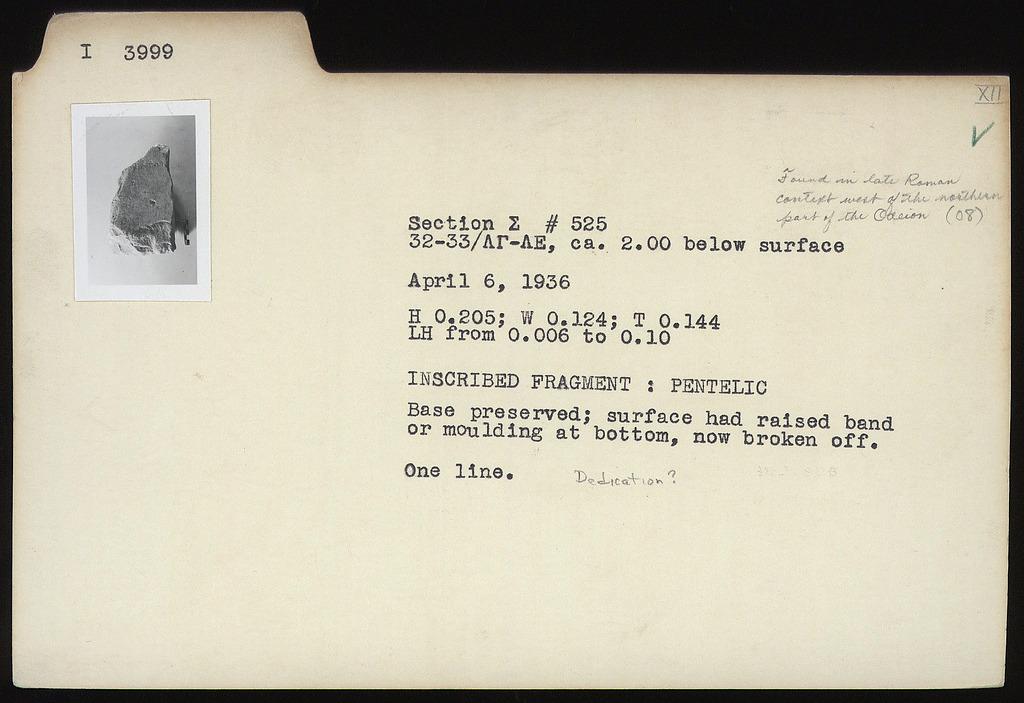 I 3999
XII
Found in late Roman
context west of the northern
part of the Odeion (O8)
Section Σ # 525
32-33/ΛΓ-ΛΕ, ca. 2.00 below surface
April 6, 1936
H 0.205; W 0.124; T 0.144
LH from 0.006 to 0.10
INSCRIBED FRAGMENT : PENTELIC
Base preserved; surface had raised band
or moulding at bottom, now broken off.
One line. Dedication?